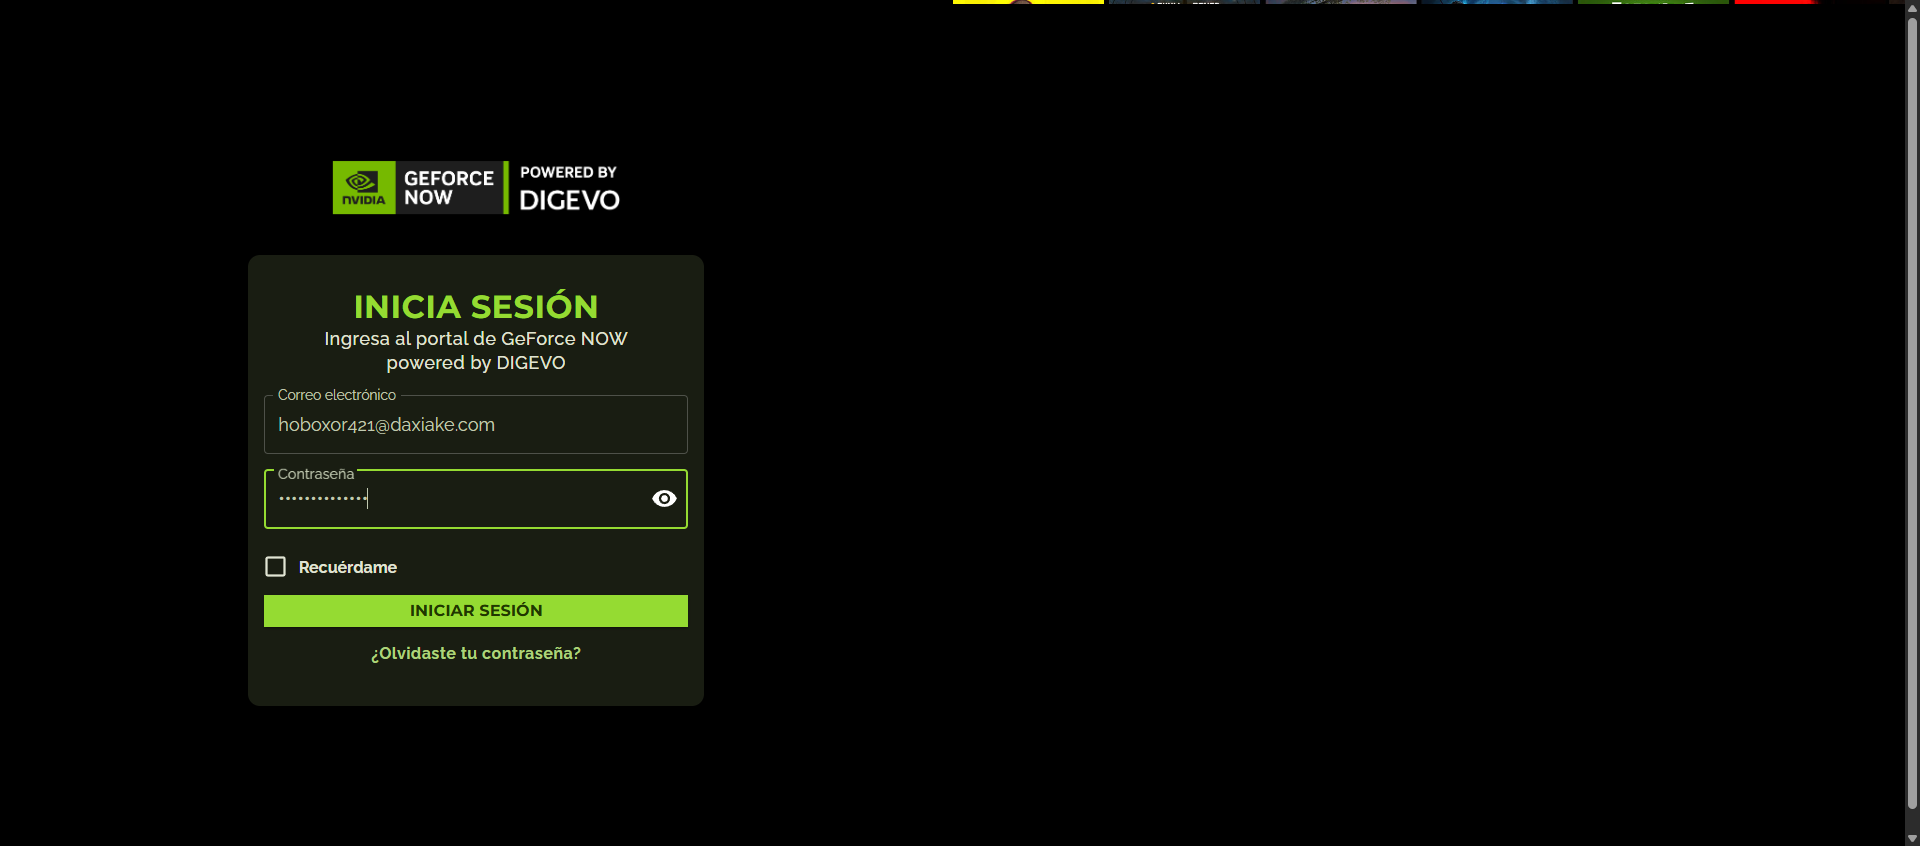 NVIDIA
GEFORCE
NOW
POWERED BY
DIGEVO
INICIA SESIÓN
Ingresa al portal de GeForce NOW
powered by DIGEVO
Correo electrónico
hoboxor421@daxiake.com
Contraseña
••••••••••••••
Recuérdame
INICIAR SESIÓN
¿Olvidaste tu contraseña?